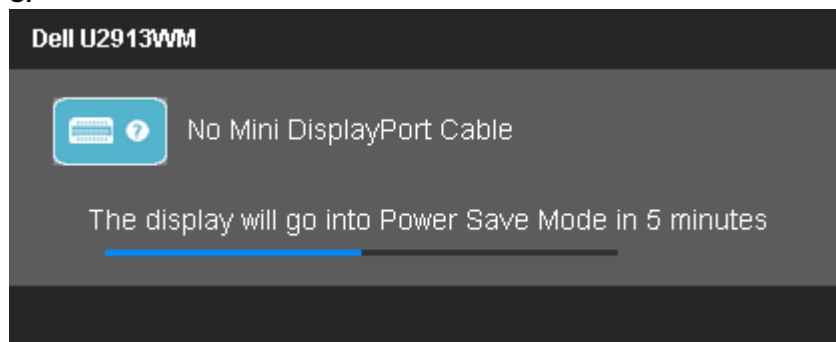 Dell U2913WM
? No Mini DisplayPort Cable
The display will go into Power Save Mode in 5 minutes